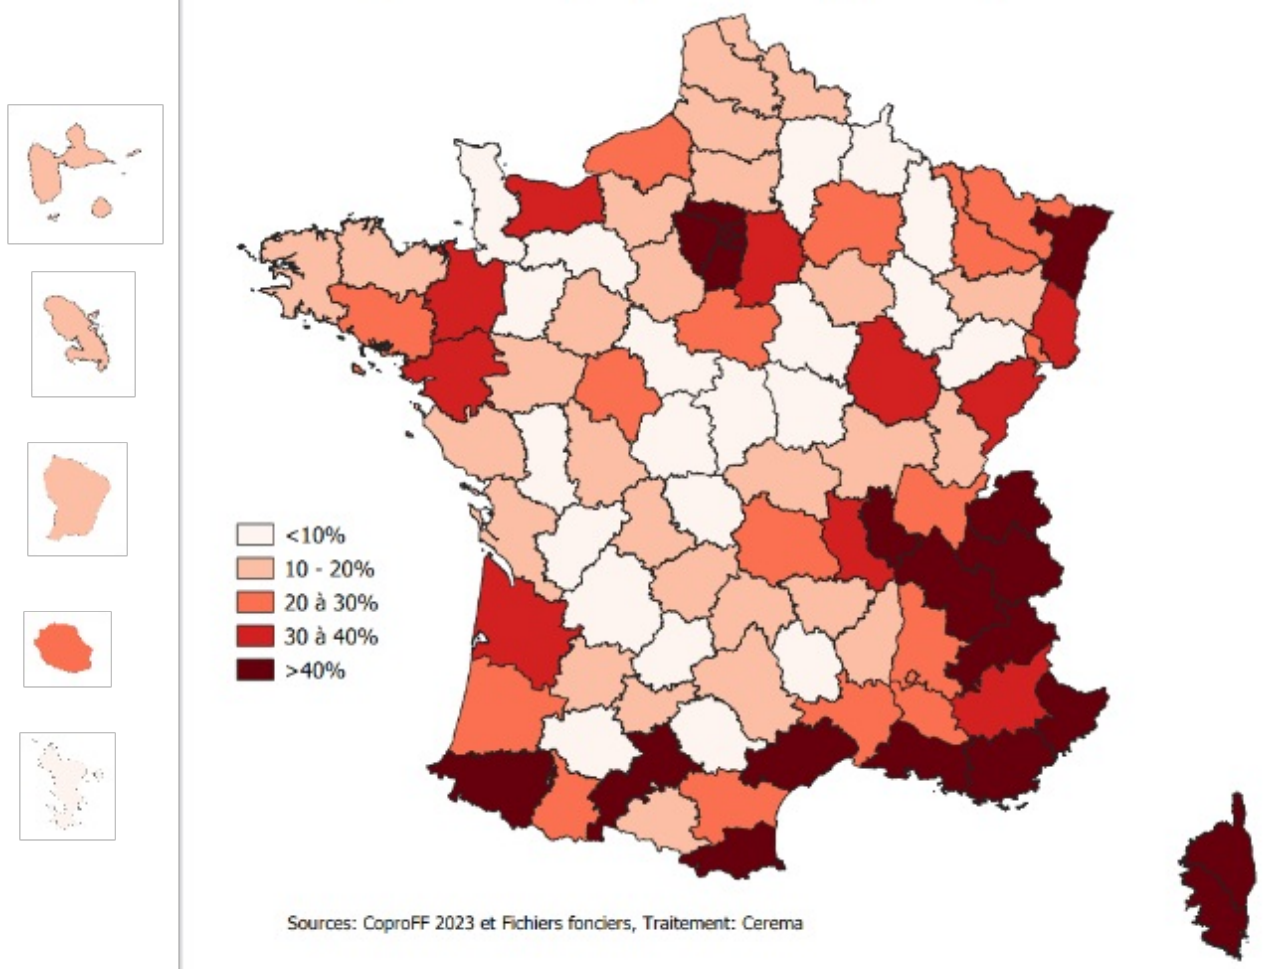 <10%
10 - 20%
20 à 30%
30 à 40%
>40%
Sources: CoproFF 2023 et Fichiers fonciers, Traitement: Cerema